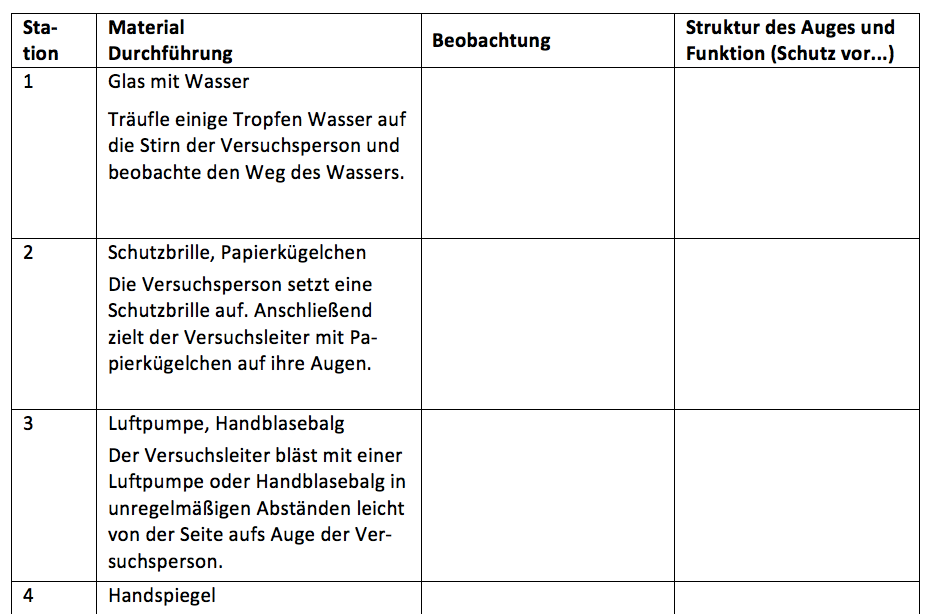 Sta-
tion
Material
Durchführung
Beobachtung
Struktur des Auges und
Funktion (Schutz vor...)
1
Glas mit Wasser
Träufle einige Tropfen Wasser auf
die Stirn der Versuchsperson und
beobachte den Weg des Wassers.
2
Schutzbrille, Papierkügelchen
Die Versuchsperson setzt eine
Schutzbrille auf. Anschließend
zielt der Versuchsleiter mit Pa-
pierkügelchen auf ihre Augen.
3
Luftpumpe, Handblasebalg
Der Versuchsleiter bläst mit einer
Luftpumpe oder Handblasebalg in
unregelmäßigen Abständen leicht
von der Seite aufs Auge der Ver-
suchsperson.
4
Handspiegel